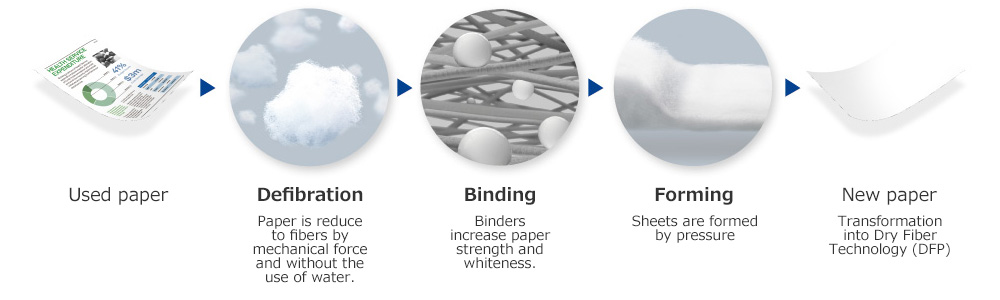 HEALTH SERVICE
EXPENDITURE
41%
$3m
Used paper
Defibration
Paper is reduce
to fibers by
mechanical force
and without the
use of water.
Binding
Binders
increase paper
strength and
whiteness.
Forming
Sheets are formed
by pressure
New paper
Transformation
into Dry Fiber
Technology (DFP)